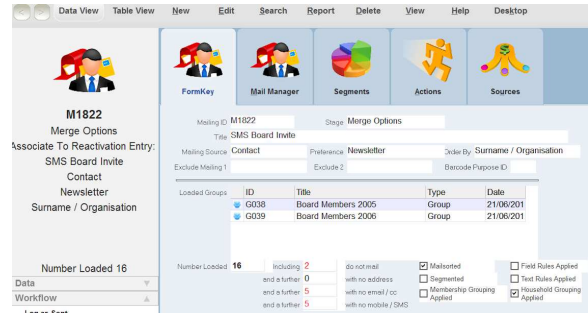 Data View Table View New Edit Search Report Delete View Help Desktop
FormKey Mail Manager Segments Actions Sources
M1822
Merge Options
Associate To Reactivation Entry:
SMS Board Invite
Contact
Newsletter
Surname / Organisation
Number Loaded 16
Data
Workflow
Mailing ID M1822 Stage Merge Options
Title SMS Board Invite
Mailing Source Contact Preference Newsletter Order By Surname / Organisation
Exclude Mailing 1 Exclude 2 Barcode Purpose ID
Loaded Groups ID Title Type Date
G038 Board Members 2005 Group 21/06/201
G039 Board Members 2006 Group 21/06/201
Number Loaded 16 Including 2 do not mail Mailsorted Field Rules Applied
and a further 0 with no address Segmented Text Rules Applied
and a further 5 with no email / cc Membership Grouping Applied Household Grouping Applied
and a further 5 with no mobile / SMS